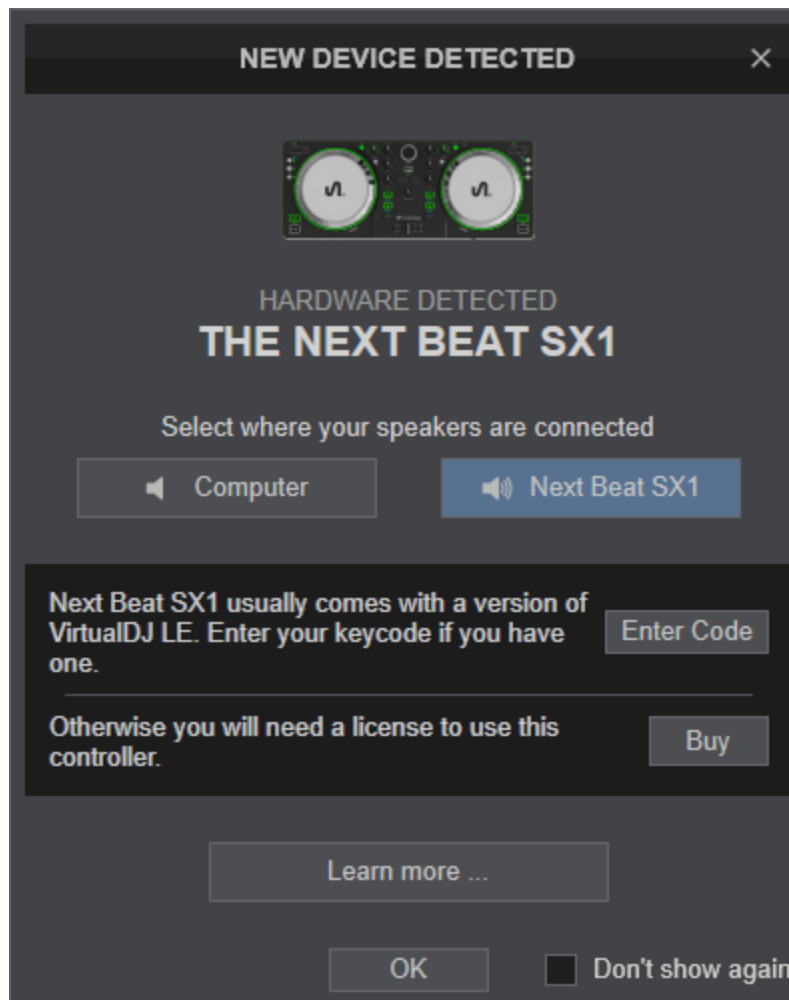 NEW DEVICE DETECTED
HARDWARE DETECTED
THE NEXT BEAT SX1
Select where your speakers are connected
Computer
Next Beat SX1
Next Beat SX1 usually comes with a version of
VirtualDJ LE. Enter your keycode if you have
one.
Enter Code
Otherwise you will need a license to use this
controller.
Buy
Learn more ...
OK
Don't show again